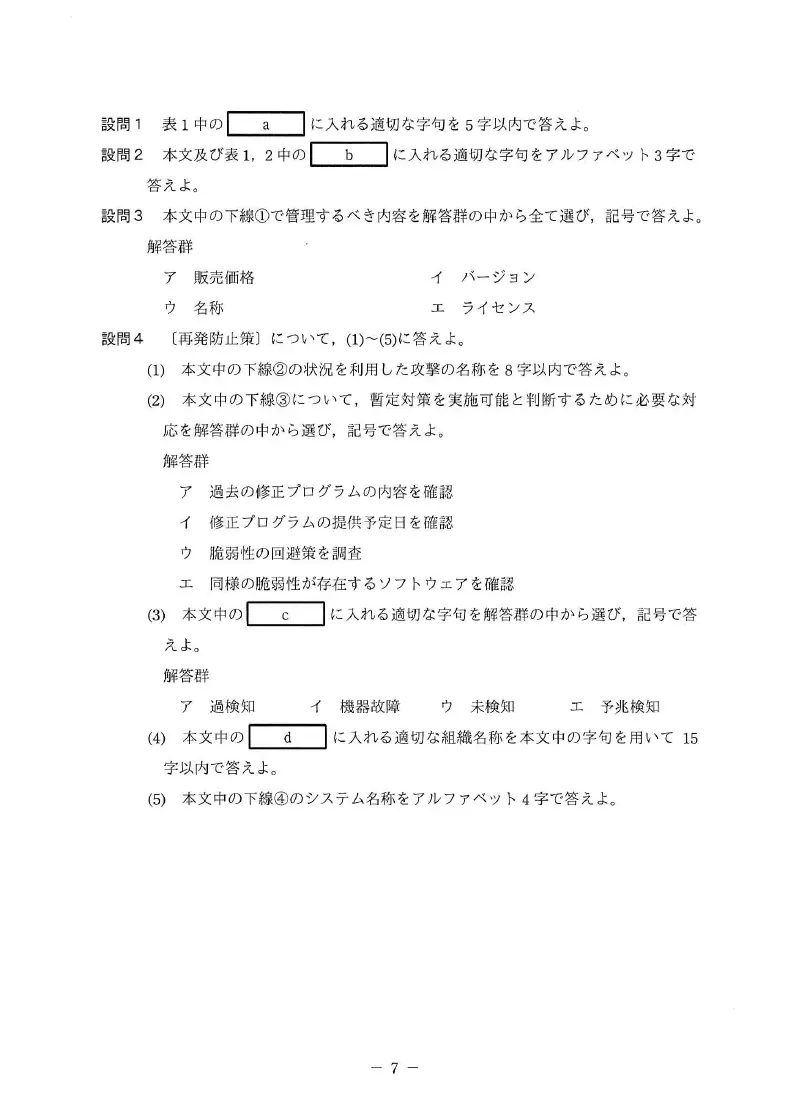 設問1 表1中の a に入れる適切な字句を5字以内で答えよ。
設問2 本文及び表1，2中の b に入れる適切な字句をアルファベット3字で
答えよ。
設問3 本文中の下線①で管理するべき内容を解答群の中から全て選び，記号で答えよ。
解答群
ア 販売価格 イ バージョン
ウ 名称 エ ライセンス
設問4 〔再発防止策〕について，(1)～(5)に答えよ。
(1) 本文中の下線②の状況を利用した攻撃の名称を8字以内で答えよ。
(2) 本文中の下線③について，暫定対策を実施可能と判断するために必要な対
応を解答群の中から選び，記号で答えよ。
解答群
ア 過去の修正プログラムの内容を確認
イ 修正プログラムの提供予定日を確認
ウ 脆弱性の回避策を調査
エ 同様の脆弱性が存在するソフトウェアを確認
(3) 本文中の c に入れる適切な字句を解答群の中から選び，記号で答
えよ。
解答群
ア 過検知 イ 機器故障 ウ 未検知 エ 予兆検知
(4) 本文中の d に入れる適切な組織名称を本文中の字句を用いて 15
字以内で答えよ。
(5) 本文中の下線④のシステム名称をアルファベット4字で答えよ。
－ 7 －